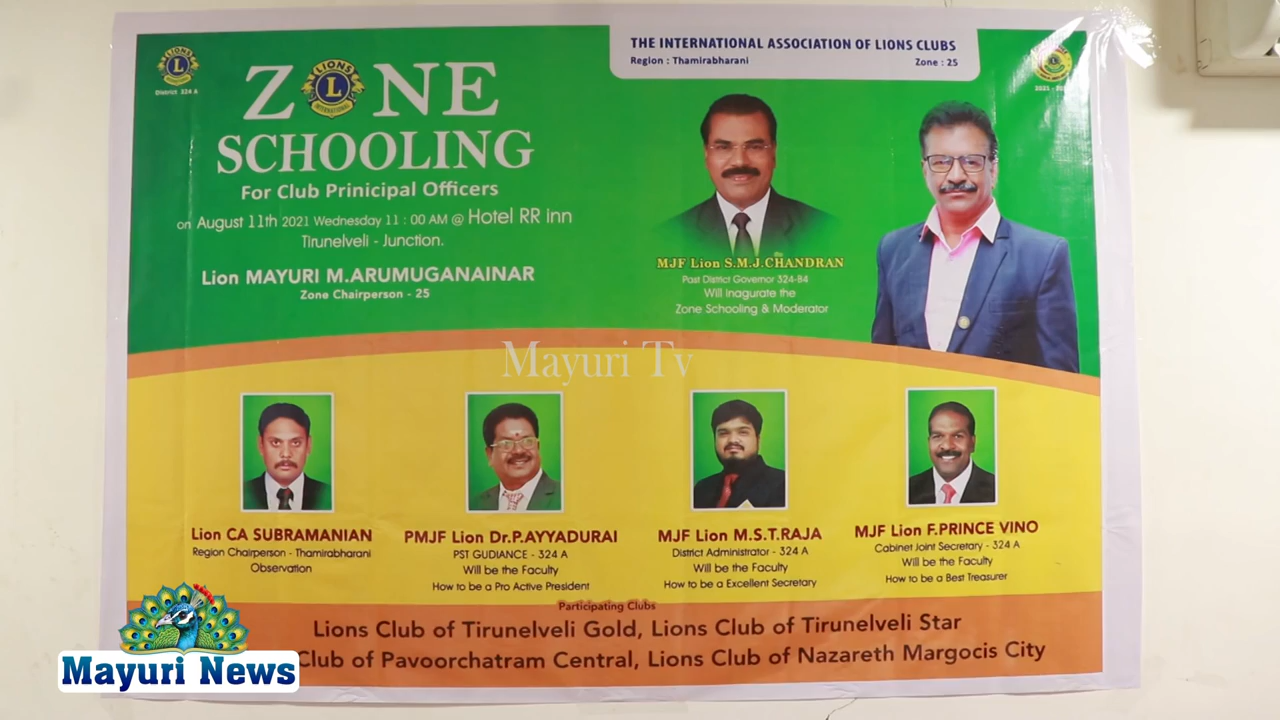 THE INTERNATIONAL ASSOCIATION OF LIONS CLUBS
Region : Thamirabharani Zone : 25
LIONS
L
District 324 A
ZONE
LIONS
L
INTERNATIONAL
SCHOOLING
For Club Prinicipal Officers
on August 11th 2021 Wednesday 11 : 00 AM @ Hotel RR inn
Tirunelveli - Junction.
Lion MAYURI M.ARUMUGANAINAR
Zone Chairperson - 25
MJF Lion S.M.J.CHANDRAN
Past District Governor 324-B4
Will Inagurate the
Zone Schooling & Moderator
Mayuri Tv
Lion CA SUBRAMANIAN
Region Chairperson - Thamirabharani
Observation
PMJF Lion Dr.P.AYYADURAI
PST GUDIANCE - 324 A
Will be the Faculty
How to be a Pro Active President
MJF Lion M.S.T.RAJA
District Administrator - 324 A
Will be the Faculty
How to be a Excellent Secretary
MJF Lion F.PRINCE VINO
Cabinet Joint Secretary - 324 A
Will be the Faculty
How to be a Best Treasurer
Participating Clubs
Lions Club of Tirunelveli Gold, Lions Club of Tirunelveli Star
Club of Pavoorchatram Central, Lions Club of Nazareth Margocis City
Mayuri News